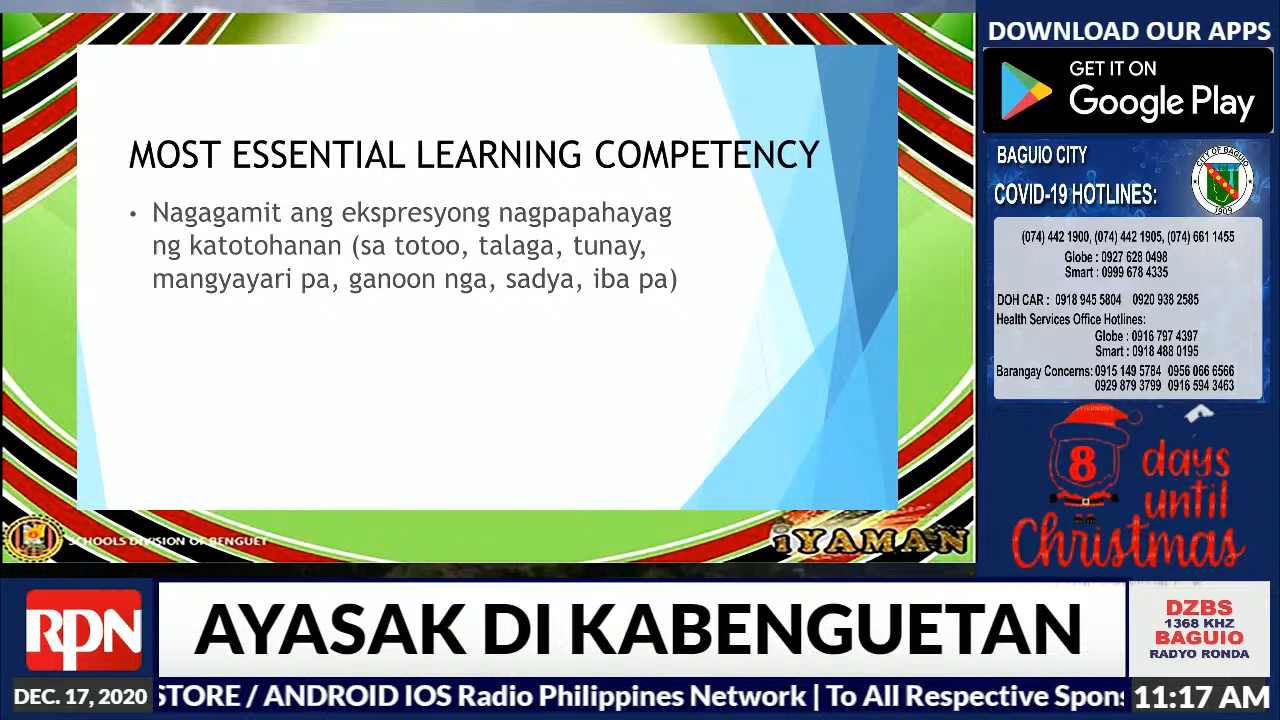 MOST ESSENTIAL LEARNING COMPETENCY
• Nagagamit ang ekspresyong nagpapahayag
ng katotohanan (sa totoo, talaga, tunay,
mangyayari pa, ganoon nga, sadya, iba pa)
SCHOOLS DIVISION OF BENGUET
iYAMAN
DOWNLOAD OUR APPS
GET IT ON
Google Play
BAGUIO CITY
COVID-19 HOTLINES:
CITY OF BAGUIO
1909
(074) 442 1900, (074) 442 1905, (074) 661 1455
Globe : 0927 628 0498
Smart : 0999 678 4335
DOH CAR : 0918 945 5804 0920 938 2585
Health Services Office Hotlines:
Globe : 0916 797 4397
Smart : 0918 488 0195
Barangay Concerns: 0915 149 5784 0956 066 6566
0929 879 3799 0916 594 3463
8 days
until
Christmas
RPN
AYASAK DI KABENGUETAN
DZBS
1368 KHZ
BAGUIO
RADYO RONDA
DEC. 17, 2020
STORE / ANDROID IOS Radio Philippines Network | To All Respective Spons
11:17 AM